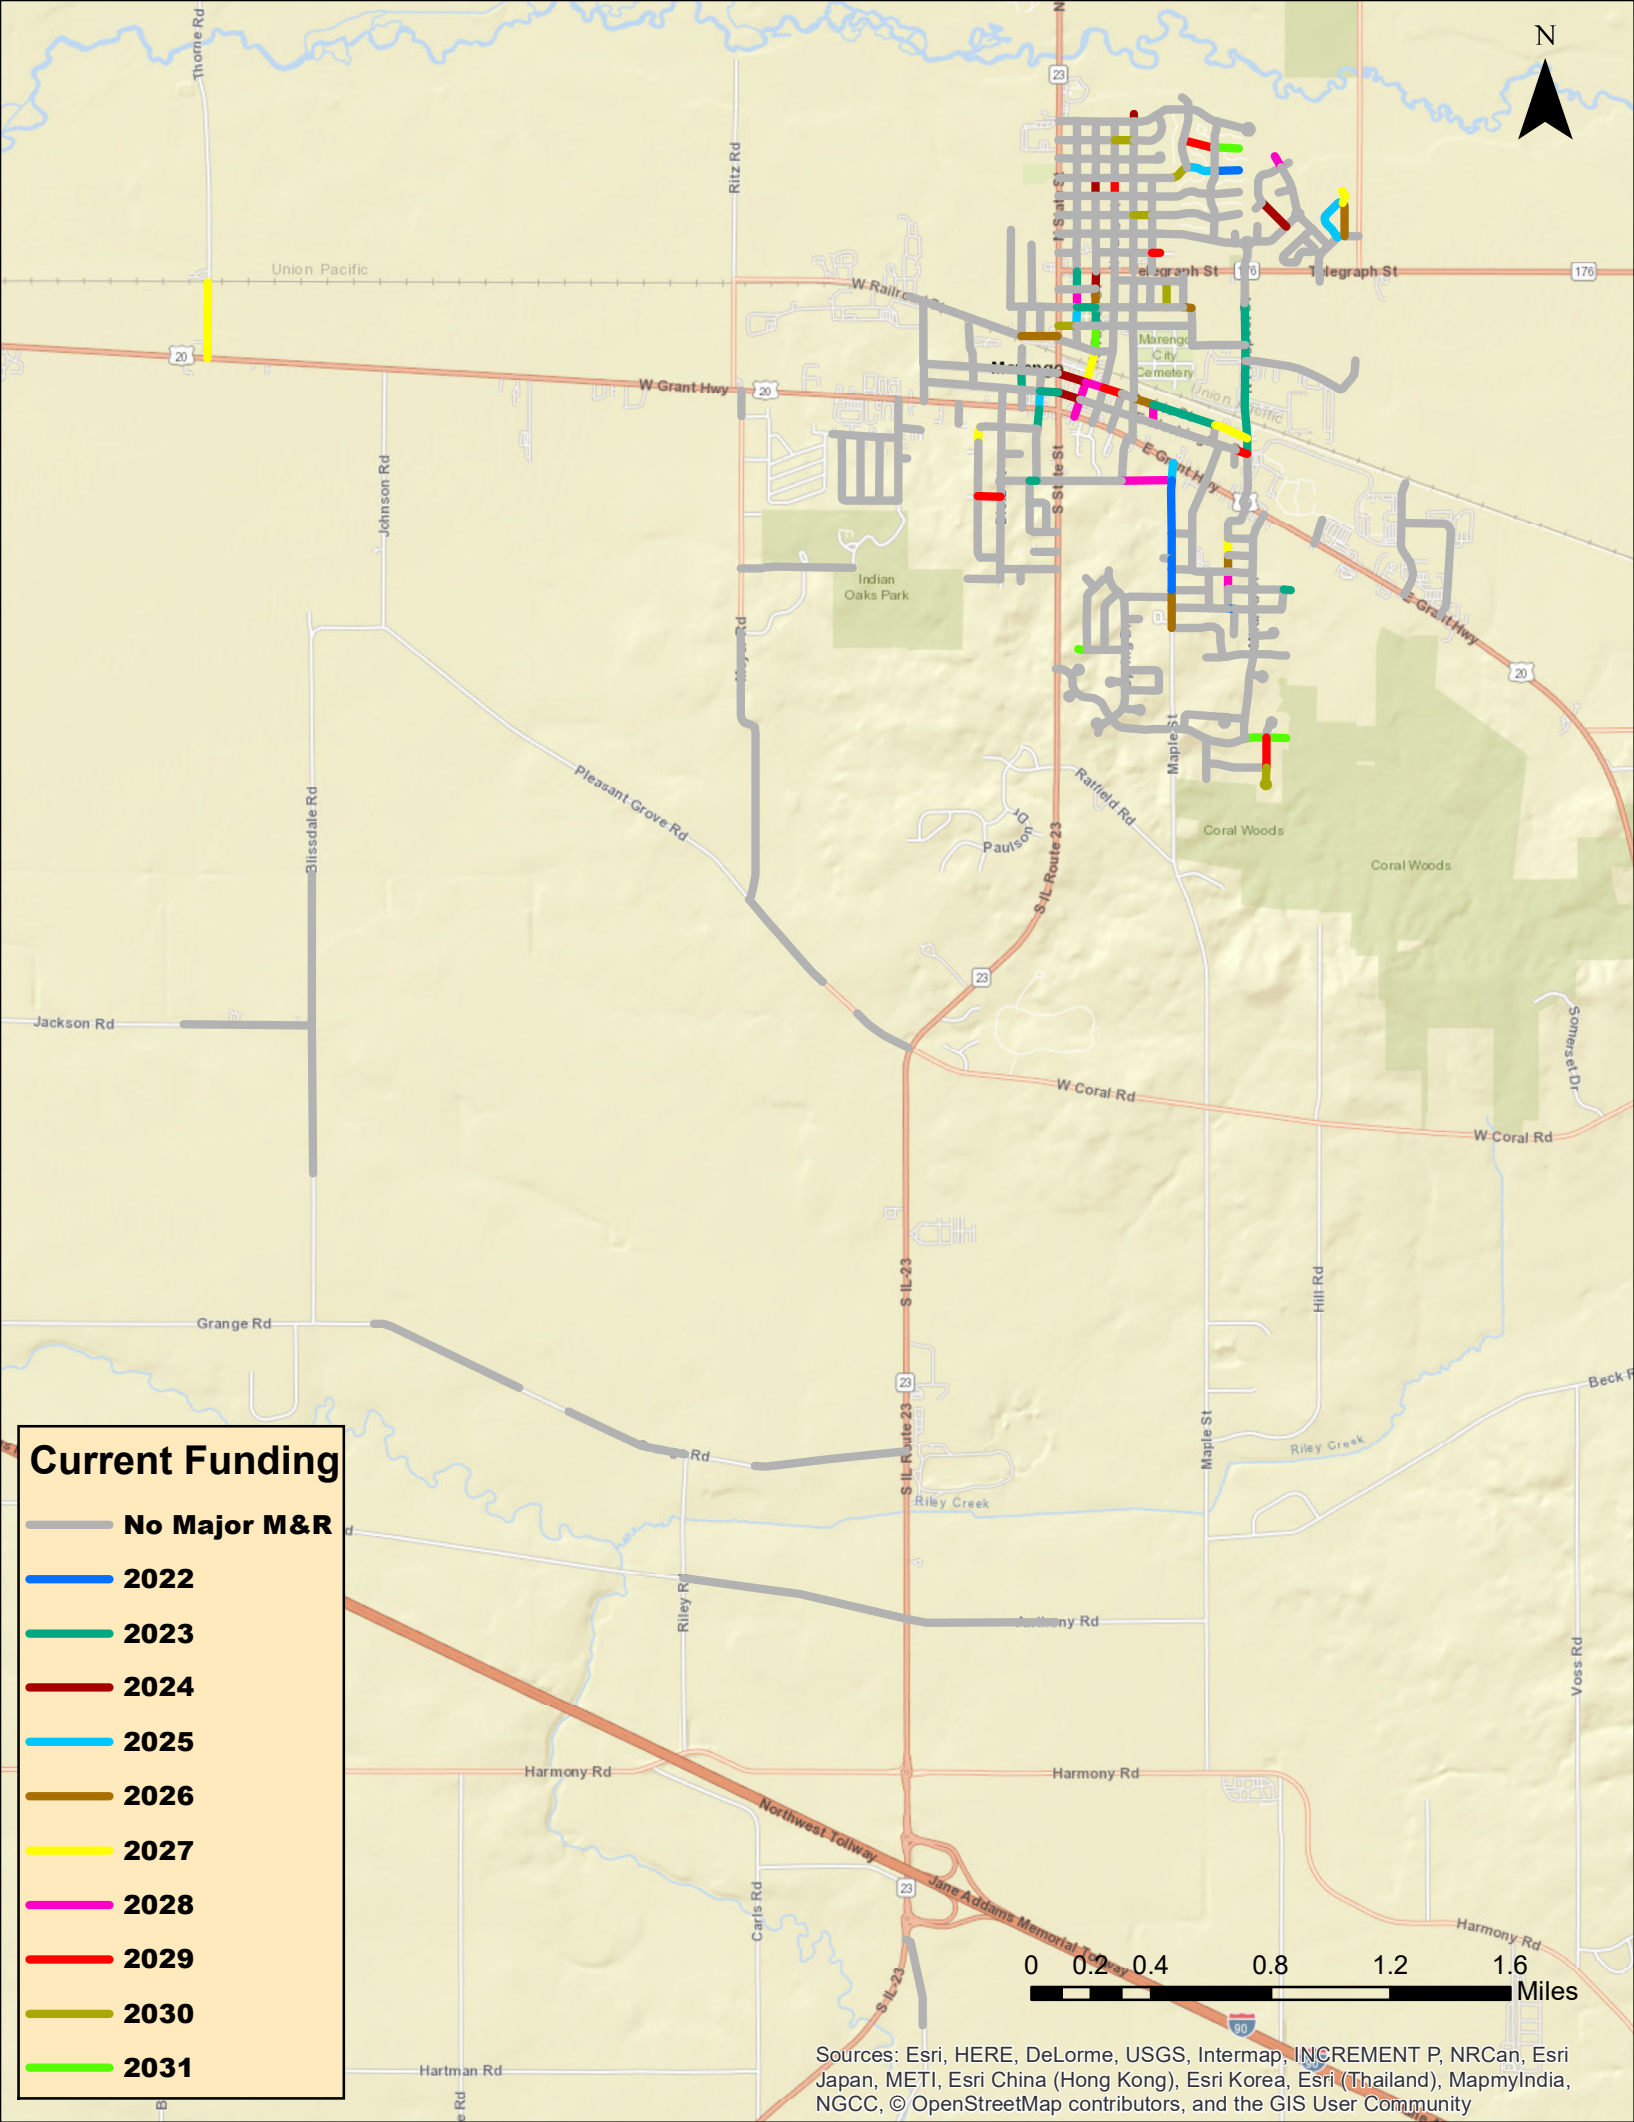 N
Thorne Rd
23
Ritz Rd
Union Pacific
W Railro
Telegraph St
176
Telegraph St
176
20
W Grant Hwy
20
Marengo
Marengo
City
Cemetery
Union Pacific
E Grant Hwy
Johnson Rd
S State St
Indian
Oaks Park
E Grant Hwy
20
Blissdale Rd
Pleasant Grove Rd
Maple St
Ratfield Rd
Paulson Dr
Coral Woods
Coral Woods
S IL Route 23
23
Jackson Rd
Somerset Dr
W Coral Rd
W Coral Rd
S IL-23
Hill Rd
Grange Rd
23
Beck R
Rd
S IL Route 23
Maple St
Riley Creek
Riley Creek
Riley R
ny Rd
Voss Rd
Harmony Rd
Harmony Rd
Northwest Tollway
Carls Rd
23
Jane Addams Memorial Tollway
Harmony Rd
S IL-23
90
Hartman Rd
e Rd
Current Funding
No Major M&R
2022
2023
2024
2025
2026
2027
2028
2029
2030
2031
0 0.2 0.4 0.8 1.2 1.6
Miles
Sources: Esri, HERE, DeLorme, USGS, Intermap, INCREMENT P, NRCan, Esri
Japan, METI, Esri China (Hong Kong), Esri Korea, Esri (Thailand), MapmyIndia,
NGCC, © OpenStreetMap contributors, and the GIS User Community